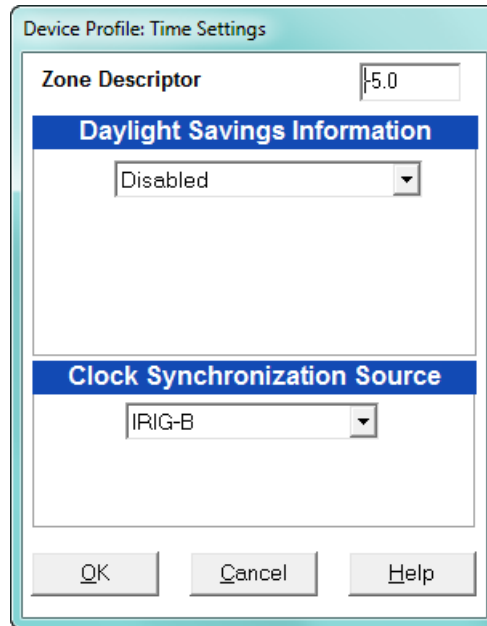 Device Profile: Time Settings
Zone Descriptor -5.0
Daylight Savings Information
Disabled
Clock Synchronization Source
IRIG-B
OK Cancel Help